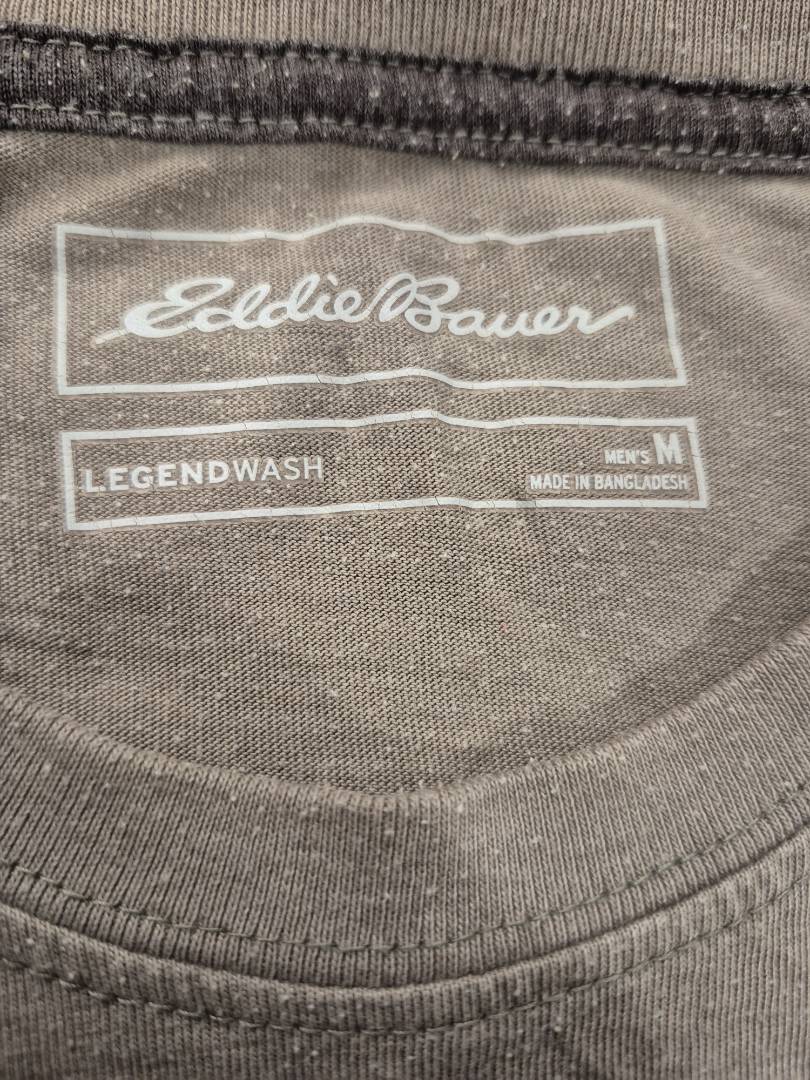 Eddie Bauer
LEGENDWASH
MEN'S M
MADE IN BANGLADESH